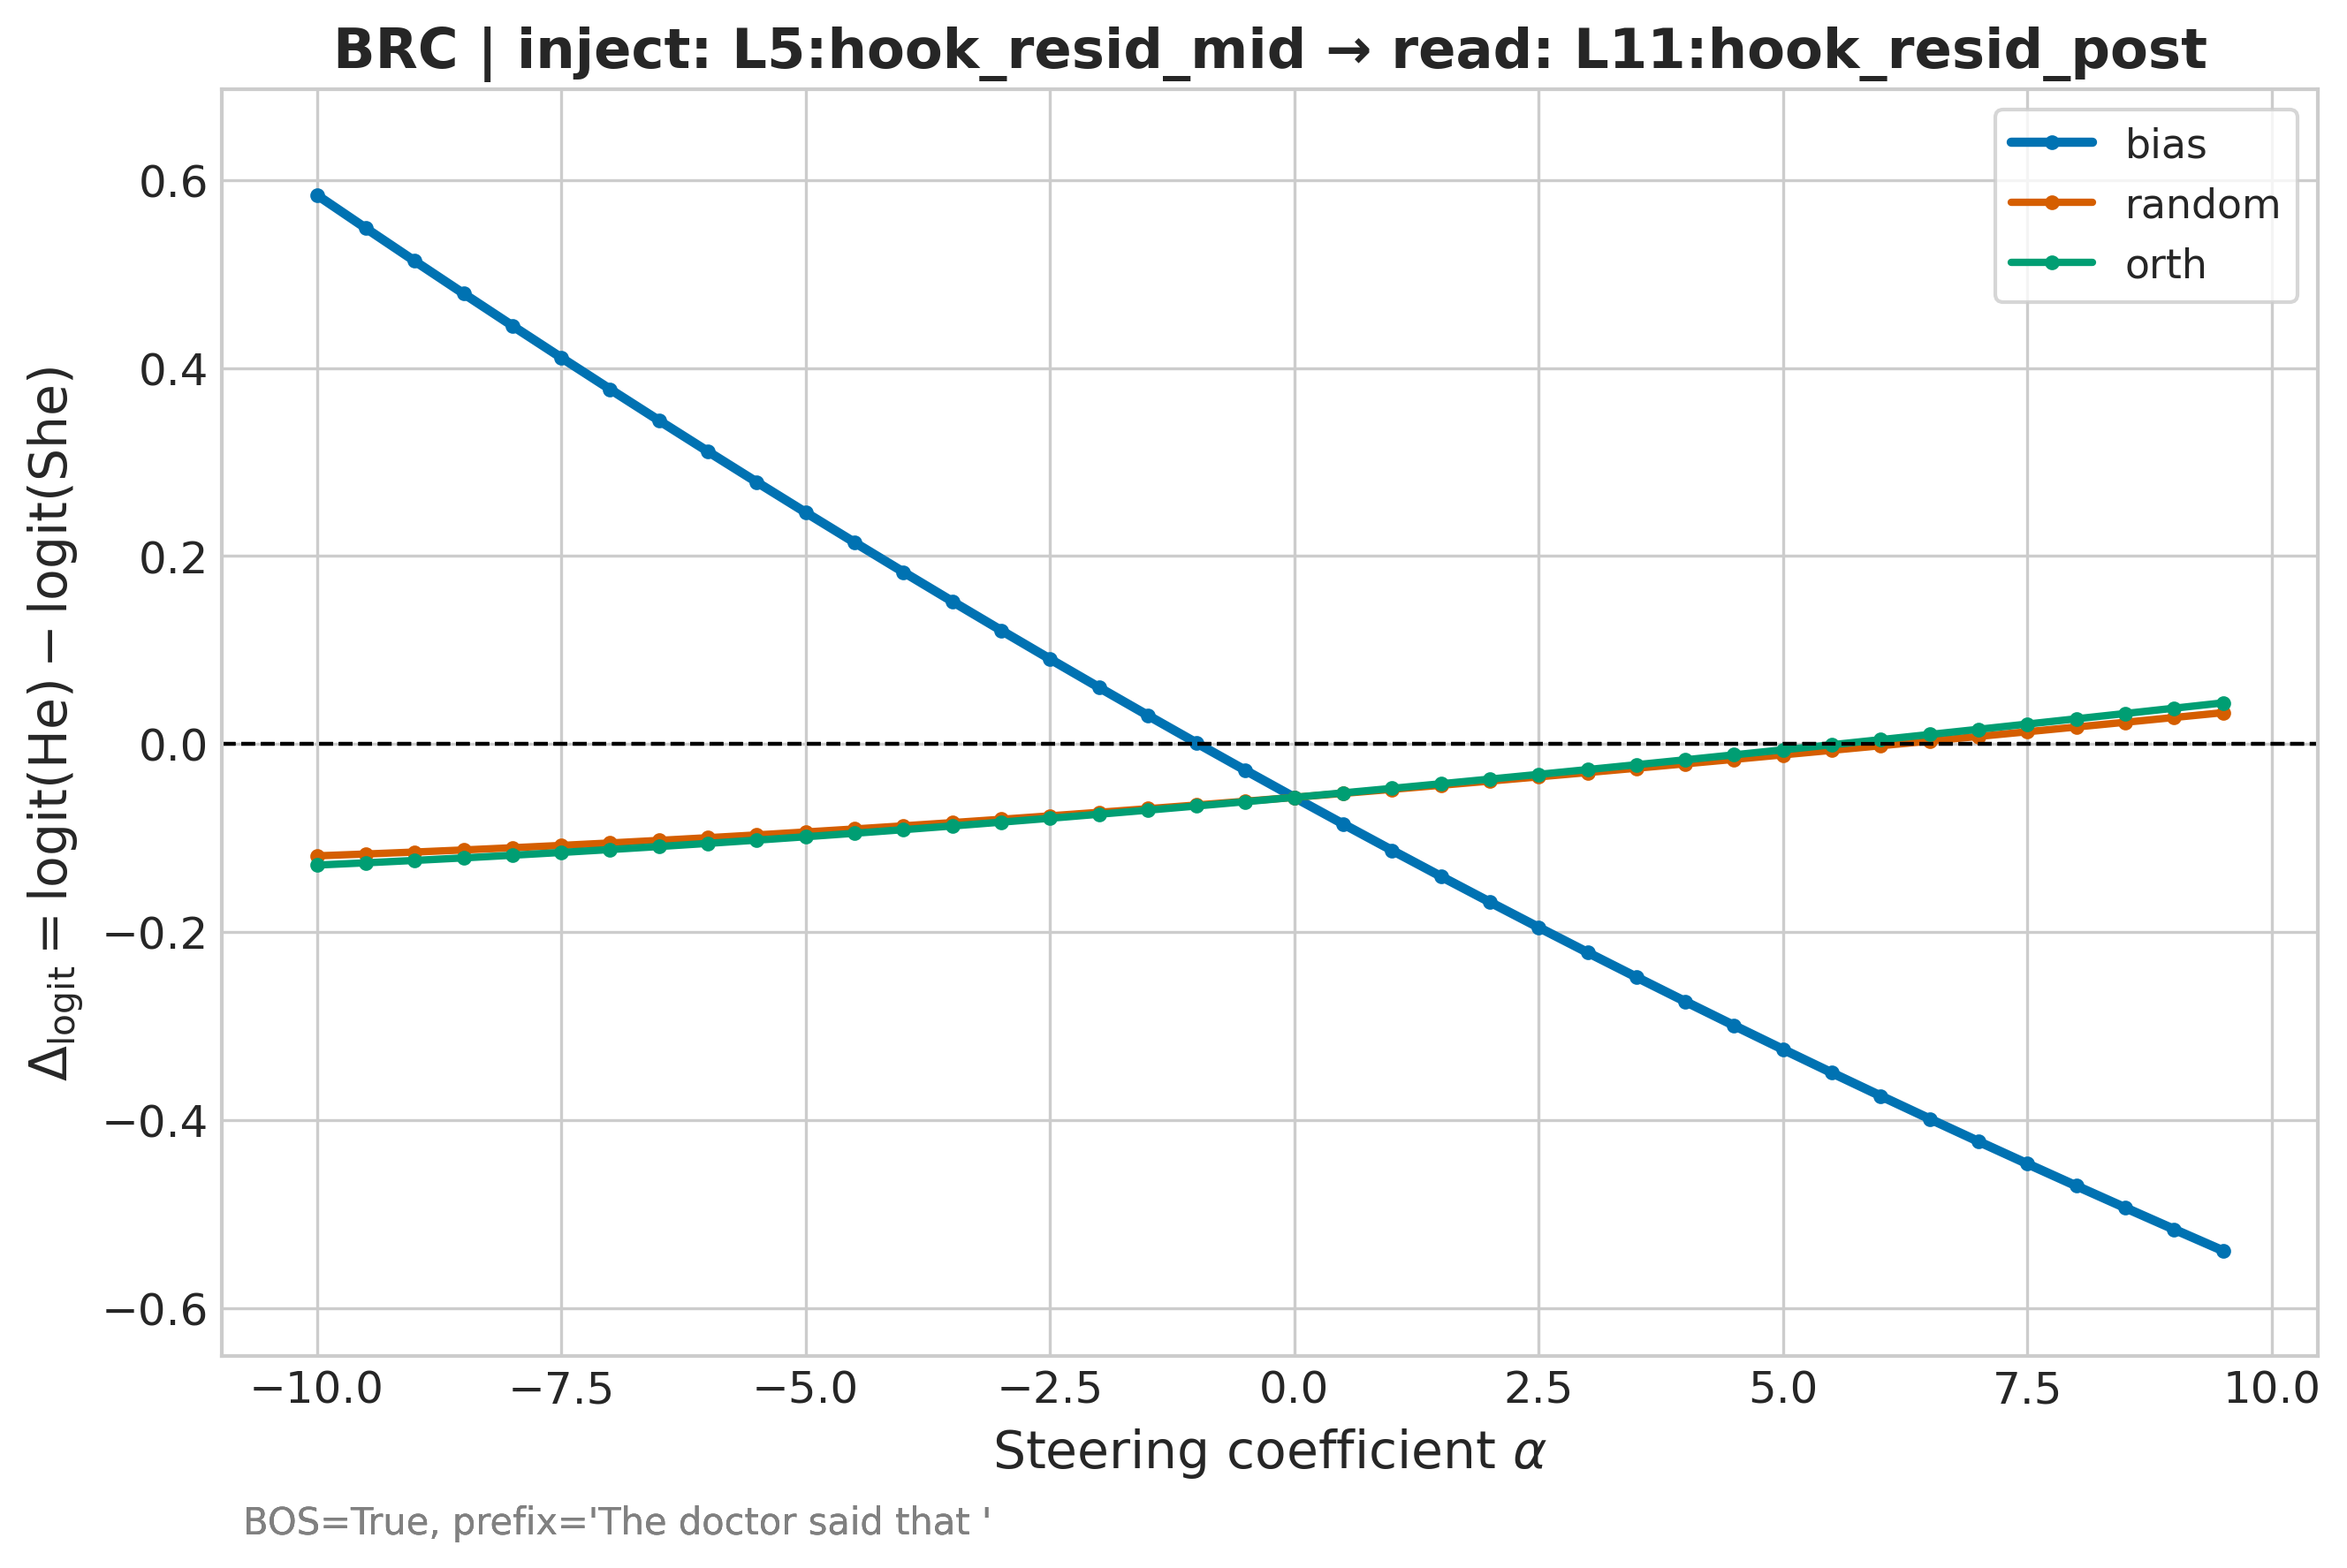 BRC | inject: L5:hook_resid_mid → read: L11:hook_resid_post
Δlogit = logit(He) − logit(She)
0.6
0.4
0.2
0.0
−0.2
−0.4
−0.6
bias
random
orth
−10.0 −7.5 −5.0 −2.5 0.0 2.5 5.0 7.5 10.0
Steering coefficient α
BOS=True, prefix='The doctor said that '